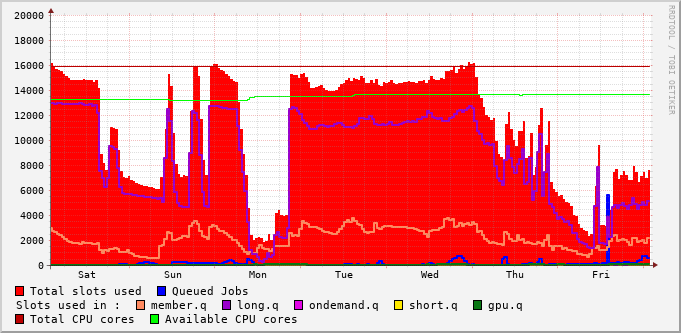 20000
18000
16000
14000
12000
10000
8000
6000
4000
2000
0
Sat Sun Mon Tue Wed Thu Fri
RRDTOOL / TOBI OETIKER
Total slots used Queued Jobs
Slots used in : member.q long.q ondemand.q short.q gpu.q
Total CPU cores Available CPU cores